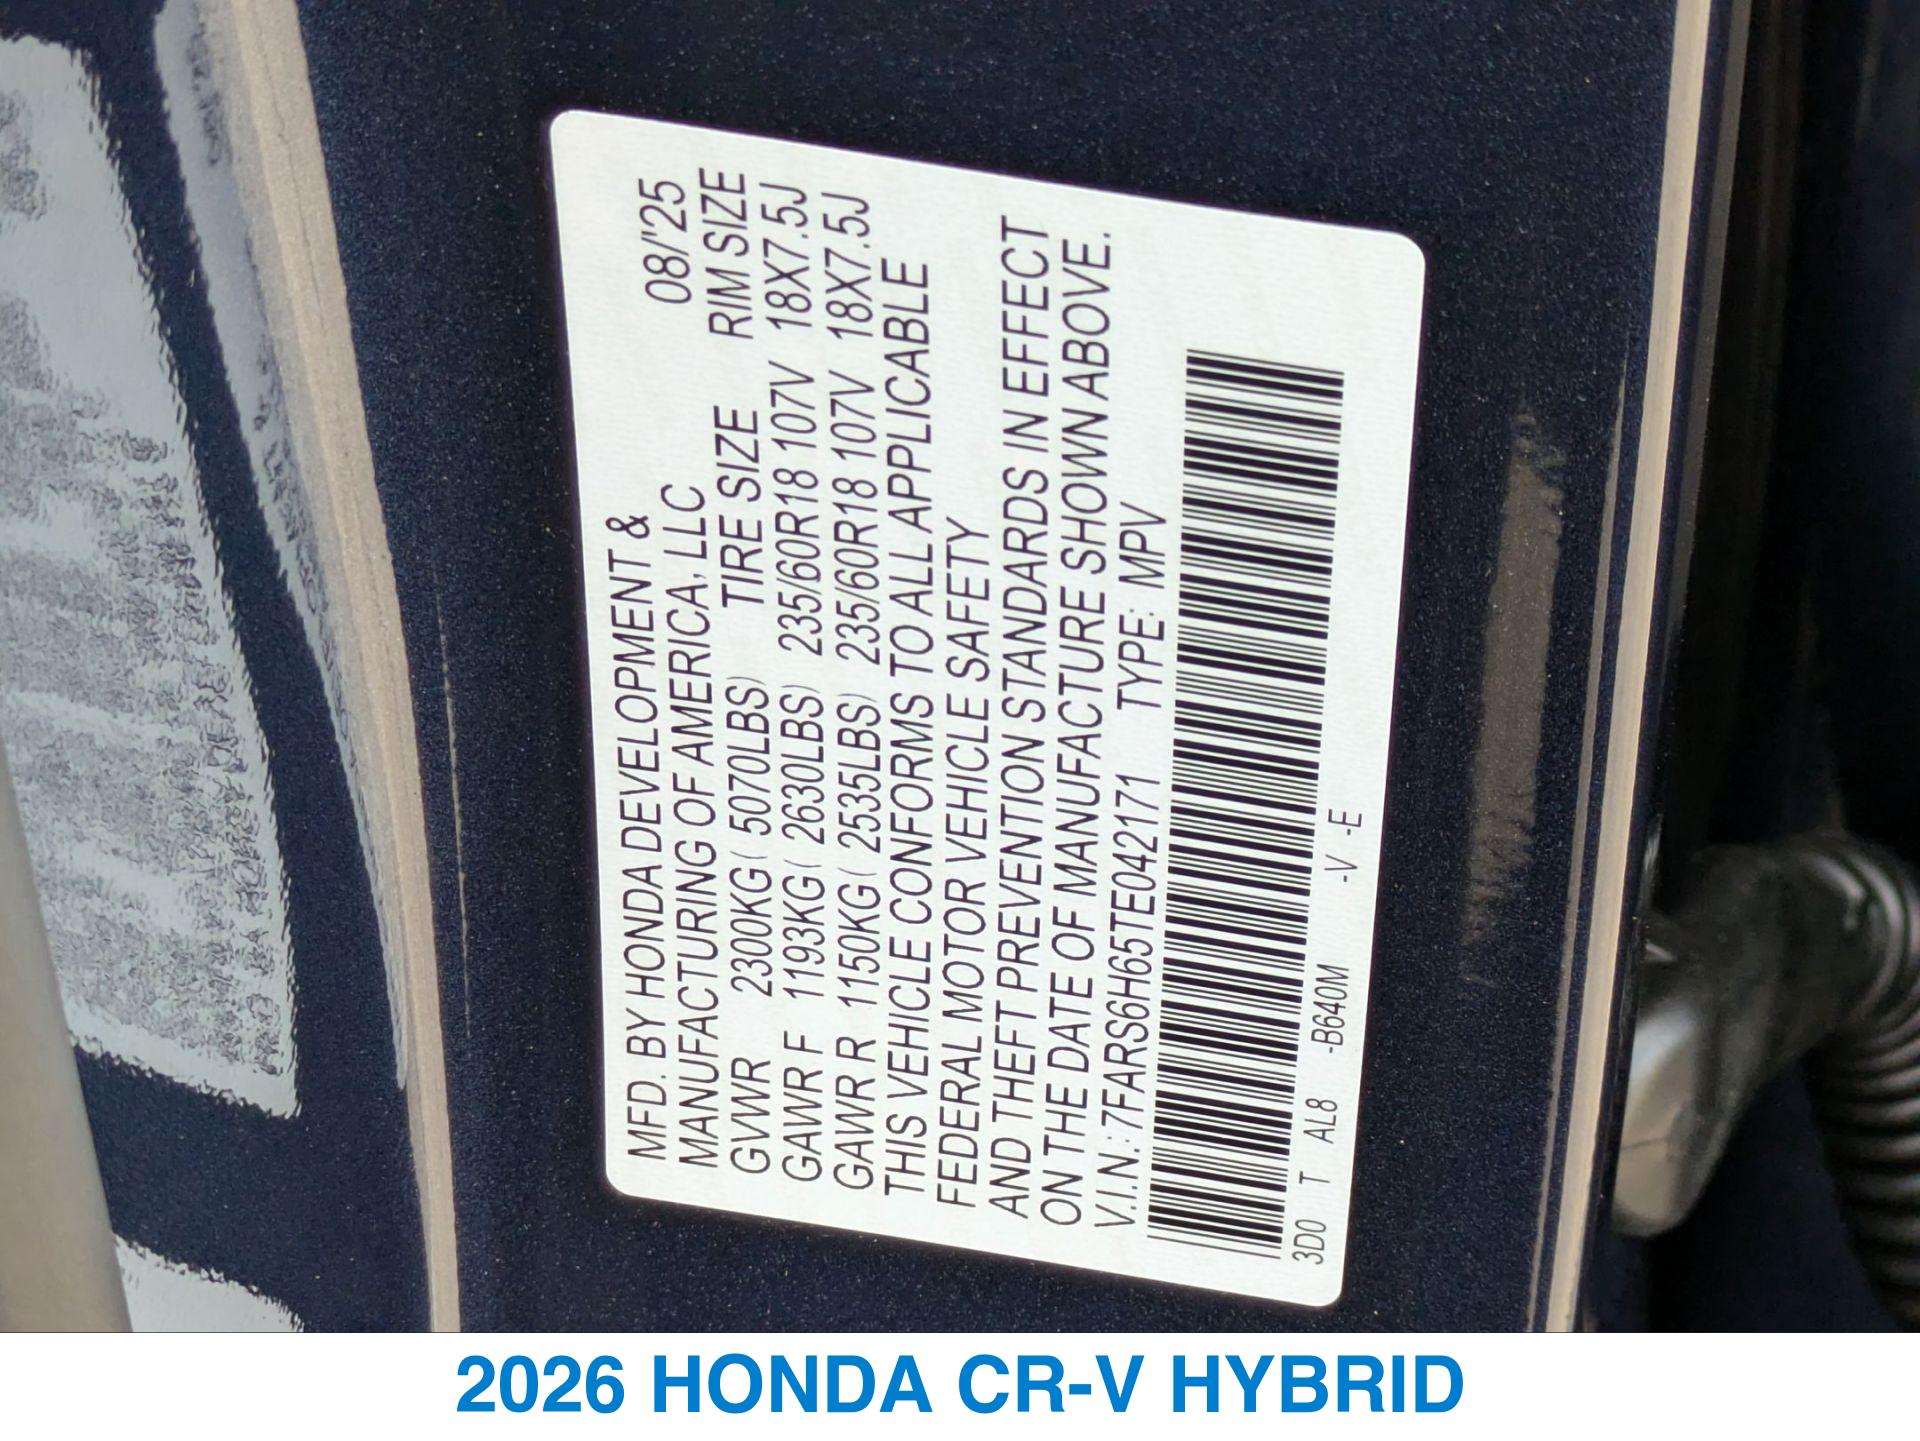 MFD. BY HONDA DEVELOPMENT & 08/'25
MANUFACTURING OF AMERICA, LLC
TIRE SIZE RIM SIZE
GVWR 2300KG( 5070LBS)
GAWR F 1193KG( 2630LBS) 235/60R18 107V 18X7.5J
GAWR R 1150KG( 2535LBS) 235/60R18 107V 18X7.5J
THIS VEHICLE CONFORMS TO ALL APPLICABLE
FEDERAL MOTOR VEHICLE SAFETY
AND THEFT PREVENTION STANDARDS IN EFFECT
ON THE DATE OF MANUFACTURE SHOWN ABOVE.
V.I.N.: 7FARS6H65TE042171 TYPE: MPV
3D0 T AL8 -B640M -V -E
2026 HONDA CR-V HYBRID